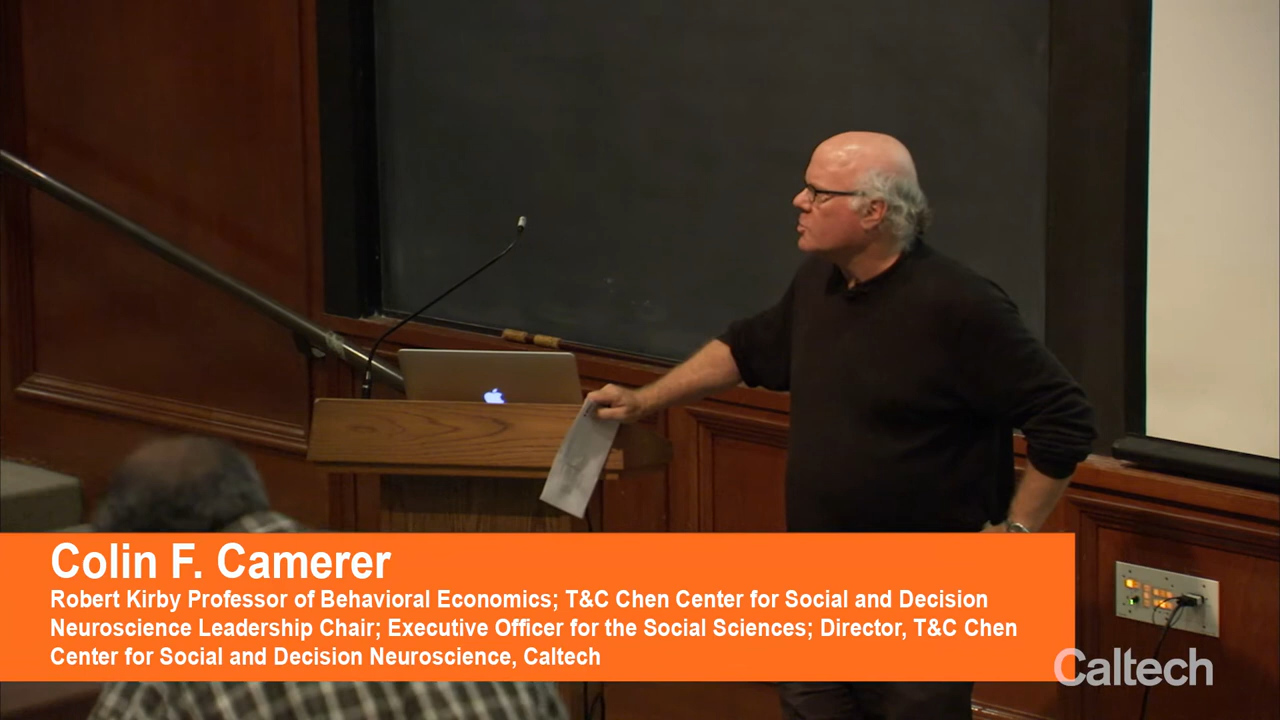 Colin F. Camerer
Robert Kirby Professor of Behavioral Economics; T&C Chen Center for Social and Decision
Neuroscience Leadership Chair; Executive Officer for the Social Sciences; Director, T&C Chen
Center for Social and Decision Neuroscience, Caltech
Caltech